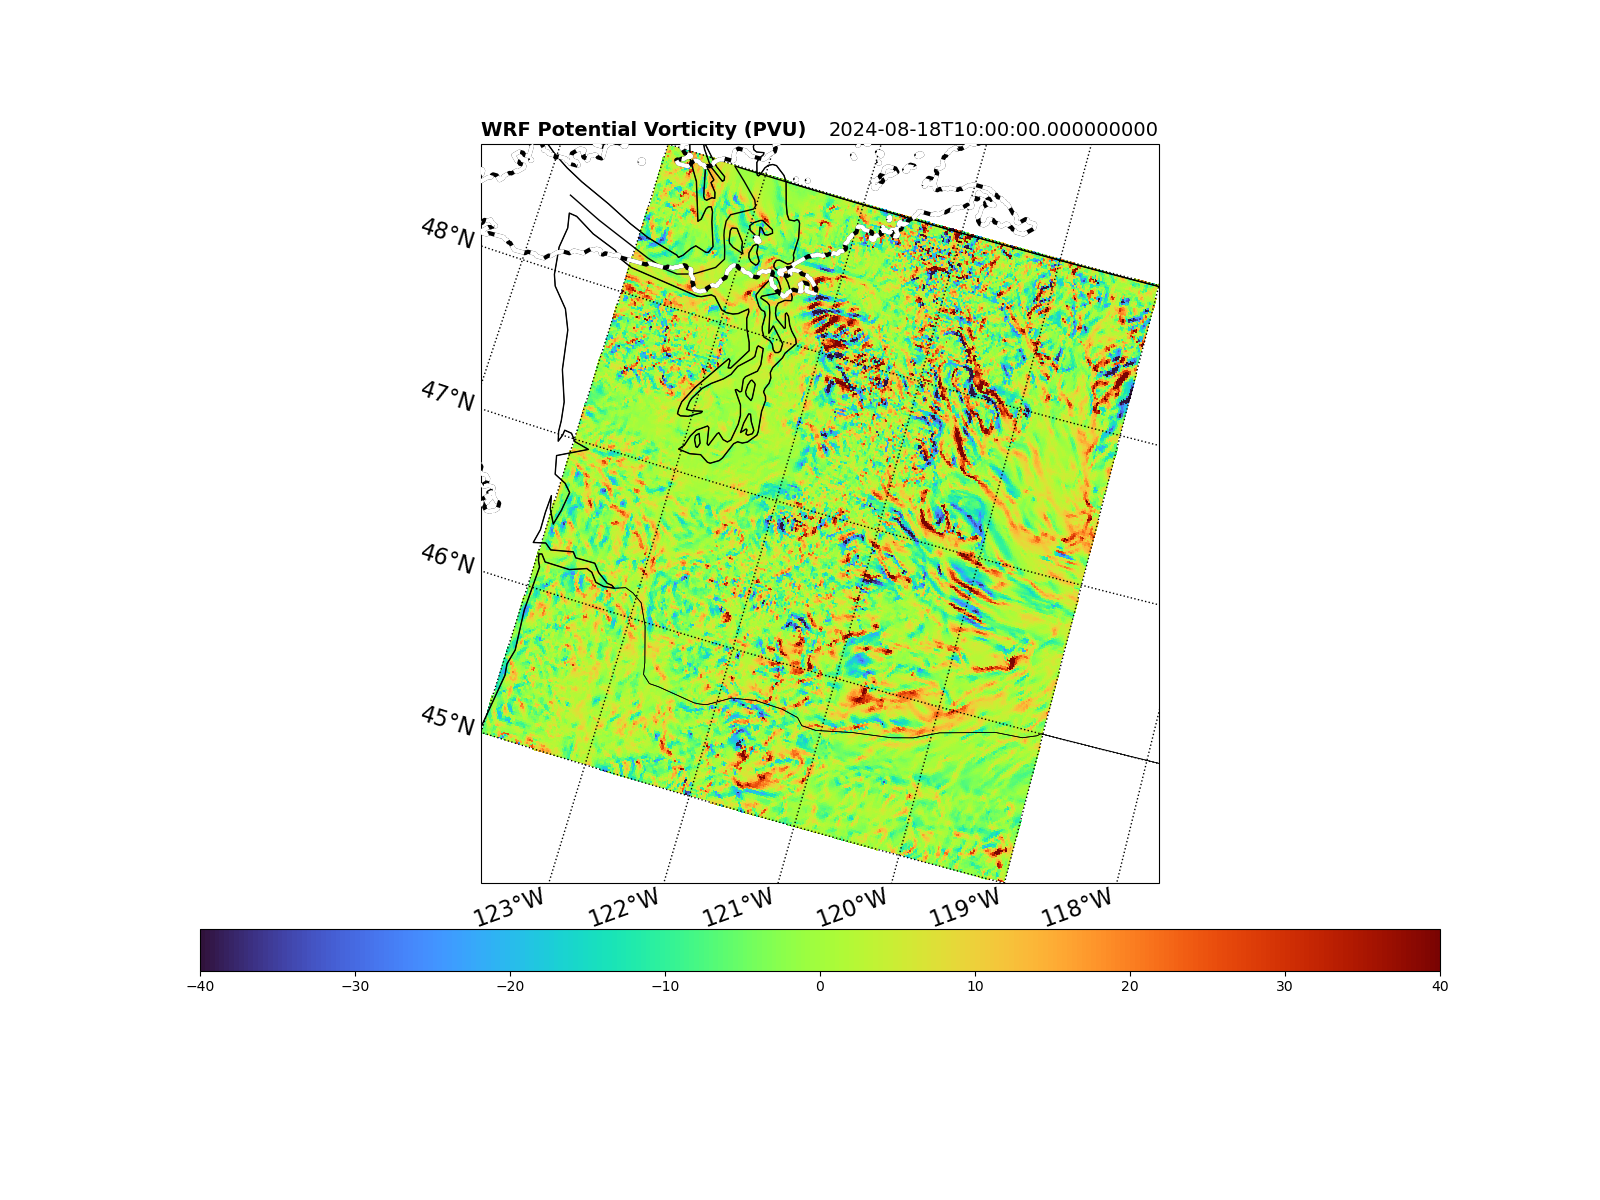 WRF Potential Vorticity (PVU) 2024-08-18T10:00:00.000000000
48°N
47°N
46°N
45°N
123°W 122°W 121°W 120°W 119°W 118°W
−40 −30 −20 −10 0 10 20 30 40